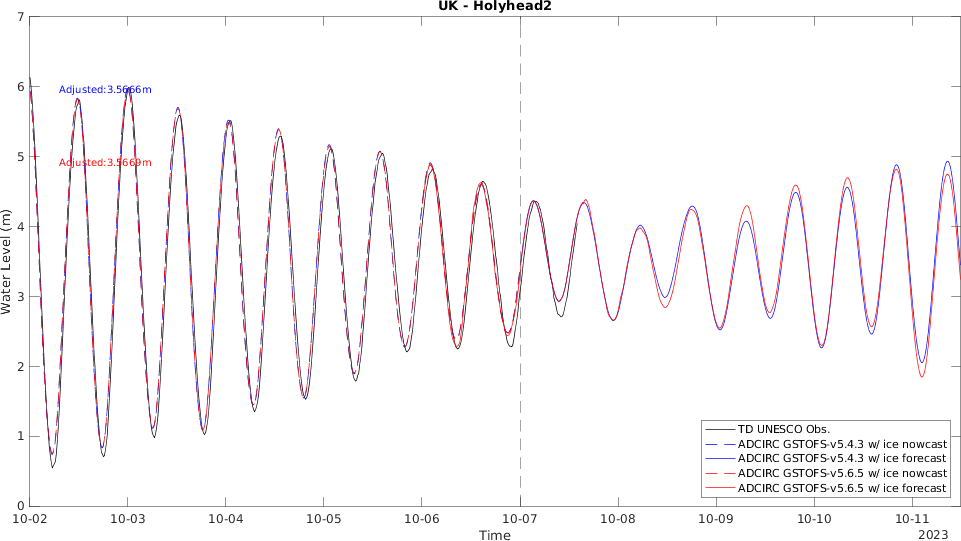 UK - Holyhead2
7
6
5
4
3
2
1
0
Water Level (m)
Adjusted:3.5666m
Adjusted:3.5669m
TD UNESCO Obs.
ADCIRC GSTOFS-v5.4.3 w/ ice nowcast
ADCIRC GSTOFS-v5.4.3 w/ ice forecast
ADCIRC GSTOFS-v5.6.5 w/ ice nowcast
ADCIRC GSTOFS-v5.6.5 w/ ice forecast
10-02 10-03 10-04 10-05 10-06 10-07 10-08 10-09 10-10 10-11
Time
2023